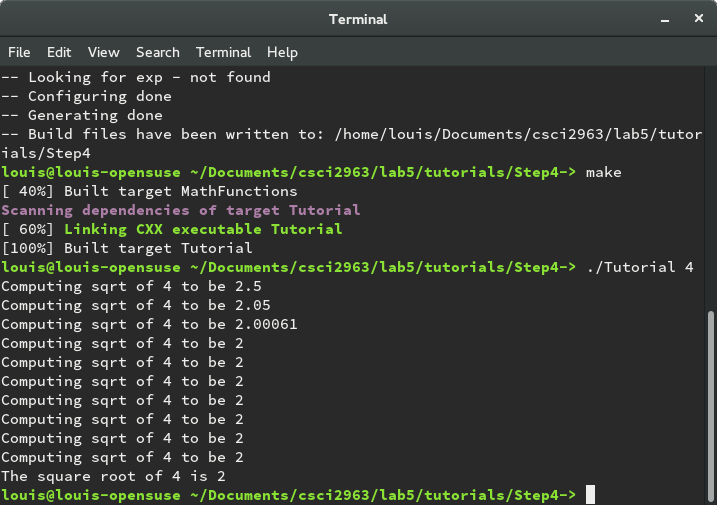 Terminal
File Edit View Search Terminal Help
-- Looking for exp - not found
-- Configuring done
-- Generating done
-- Build files have been written to: /home/louis/Documents/csci2963/lab5/tutor
ials/Step4
louis@louis-opensuse ~/Documents/csci2963/lab5/tutorials/Step4-> make
[ 40%] Built target MathFunctions
Scanning dependencies of target Tutorial
[ 60%] Linking CXX executable Tutorial
[100%] Built target Tutorial
louis@louis-opensuse ~/Documents/csci2963/lab5/tutorials/Step4-> ./Tutorial 4
Computing sqrt of 4 to be 2.5
Computing sqrt of 4 to be 2.05
Computing sqrt of 4 to be 2.00061
Computing sqrt of 4 to be 2
Computing sqrt of 4 to be 2
Computing sqrt of 4 to be 2
Computing sqrt of 4 to be 2
Computing sqrt of 4 to be 2
Computing sqrt of 4 to be 2
Computing sqrt of 4 to be 2
The square root of 4 is 2
louis@louis-opensuse ~/Documents/csci2963/lab5/tutorials/Step4->